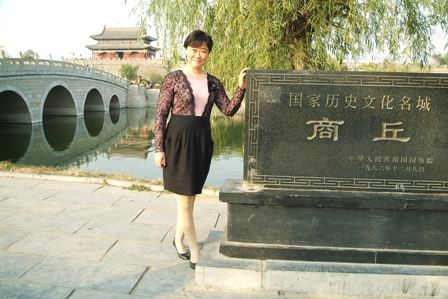 国家历史文化名城
商丘
中华人民共和国国务院
一九八六年十二月八日